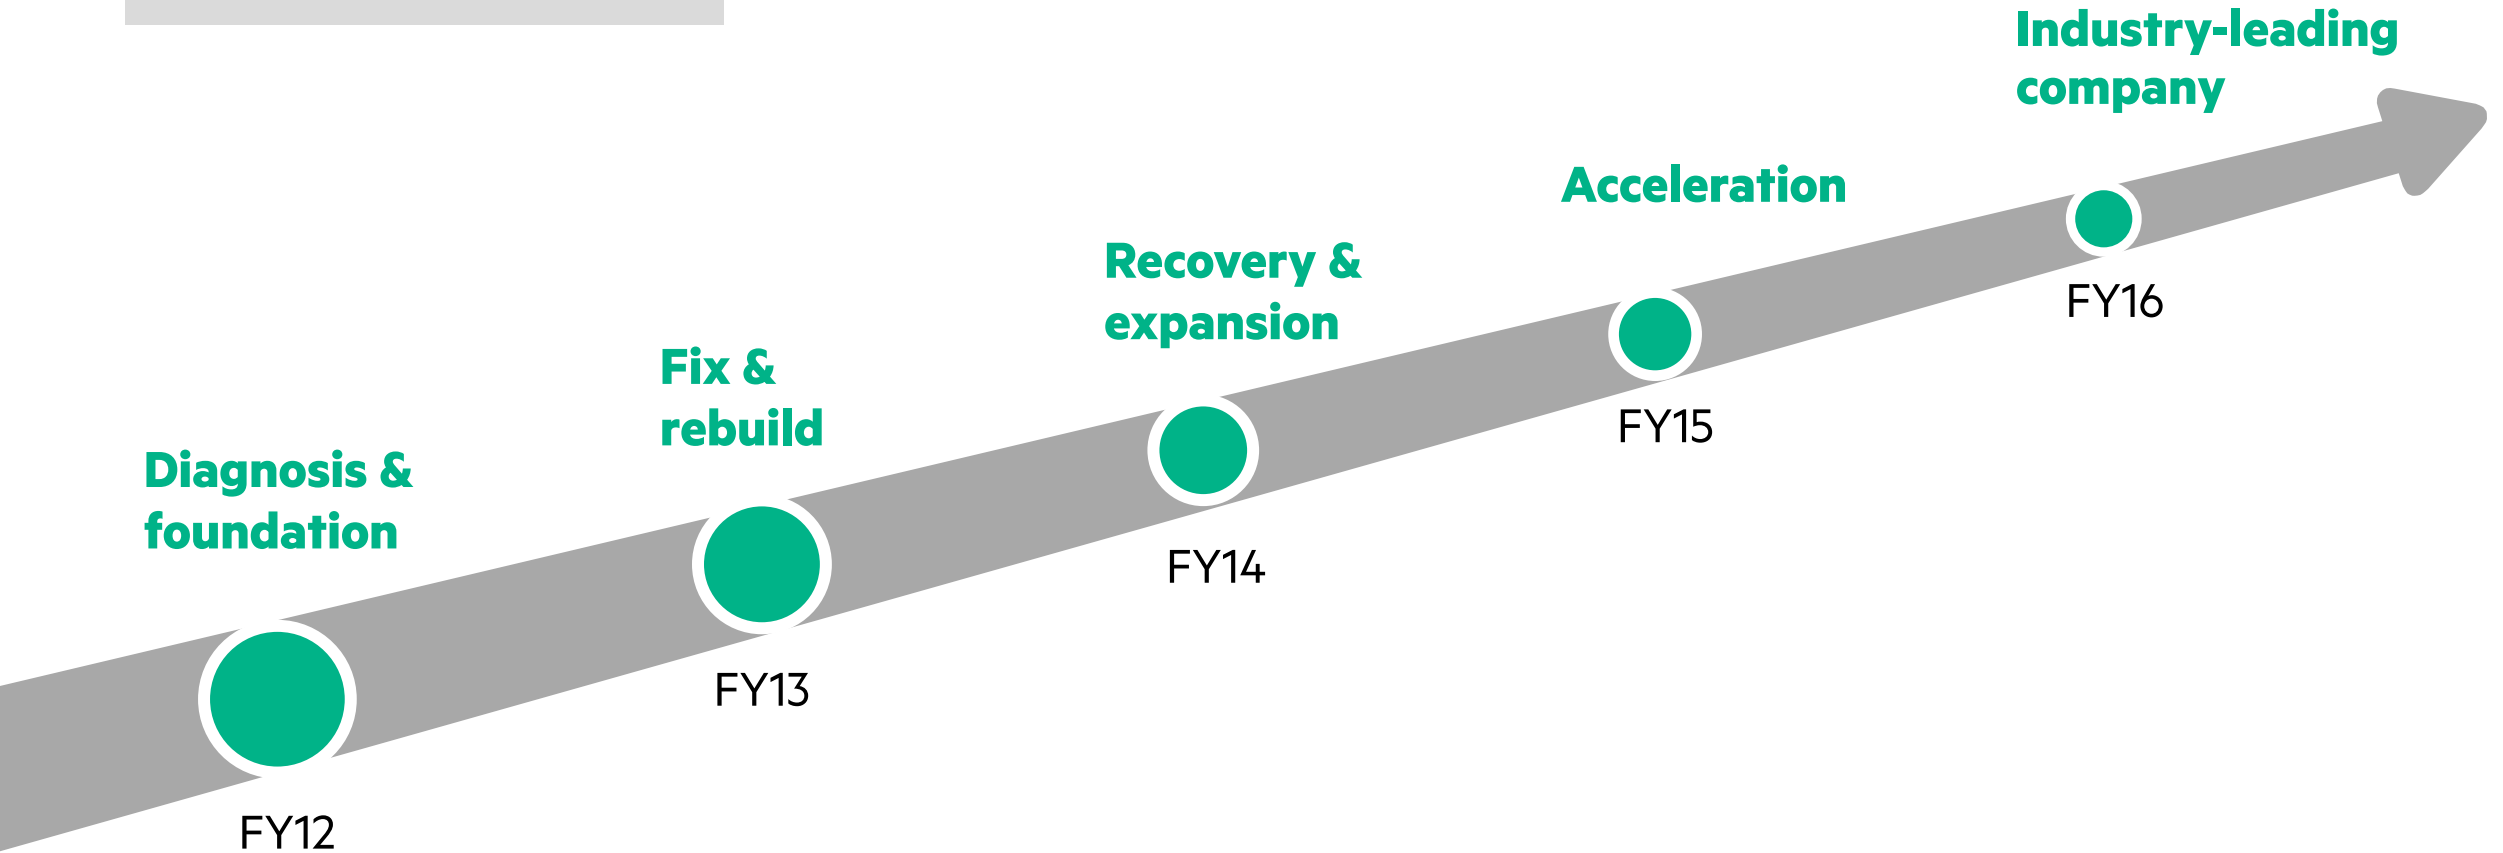 Diagnosis &
foundation
FY12
Fix &
rebuild
FY13
Recovery &
expansion
FY14
Acceleration
FY15
Industry-leading
company
FY16